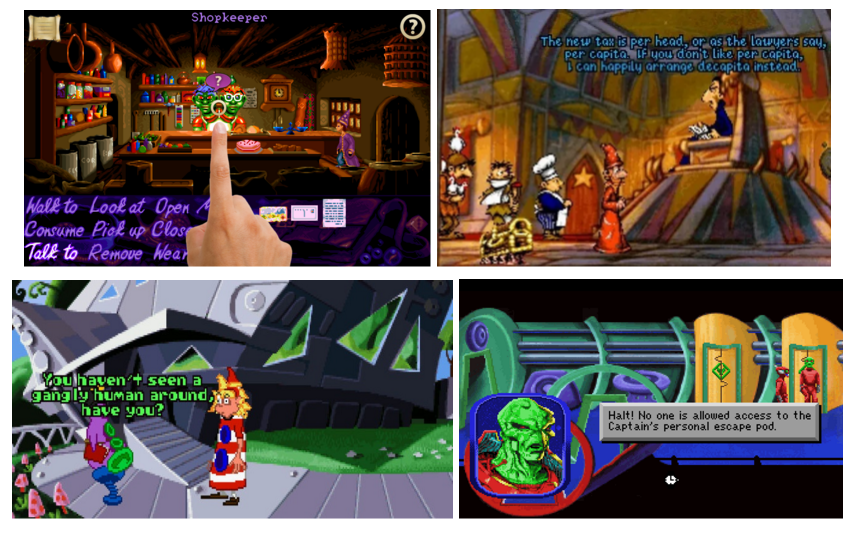 Shopkeeper
?
?
Walk to Look at Open
Consume Pick up Close
Talk to Remove Wear
The new tax is per head, or as the lawyers say,
per capita. If you don't like per capita,
i can happily arrange decapita instead.
You haven't seen a
gangly human around,
have you?
Halt! No one is allowed access to the
Captain's personal escape pod.